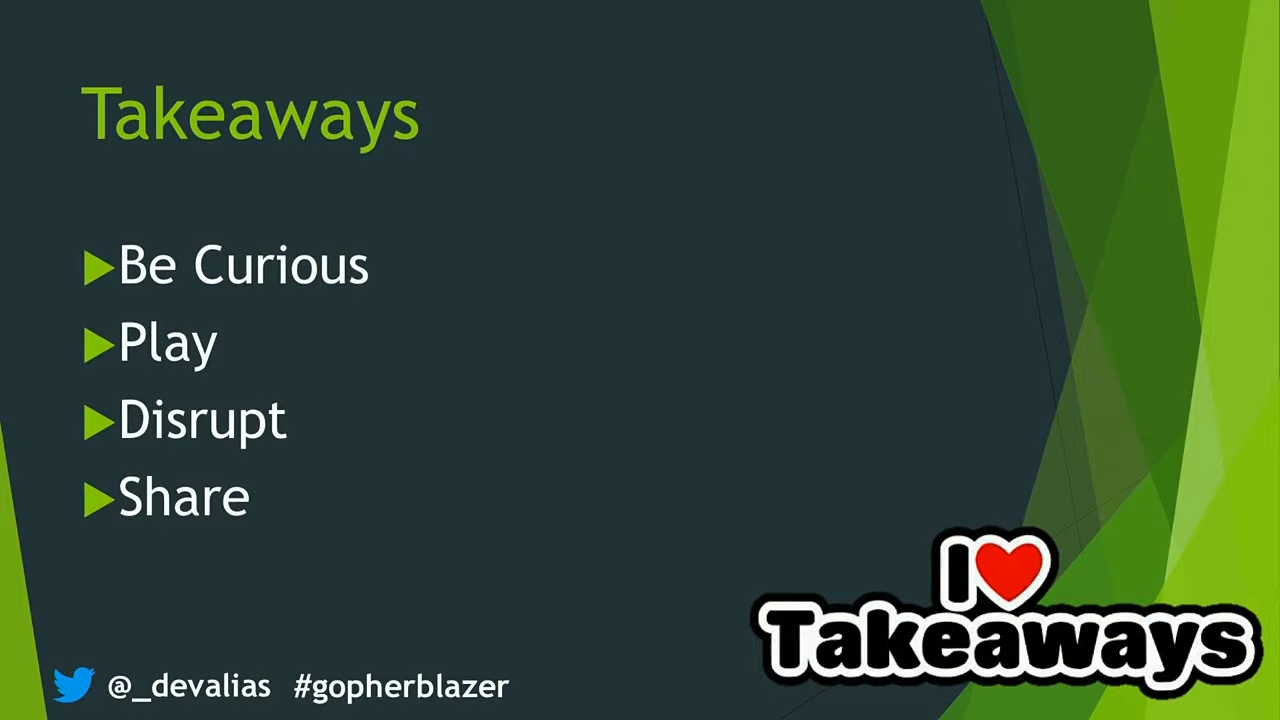 Takeaways
Be Curious
Play
Disrupt
Share
I
Takeaways
@_devalias #gopherblazer